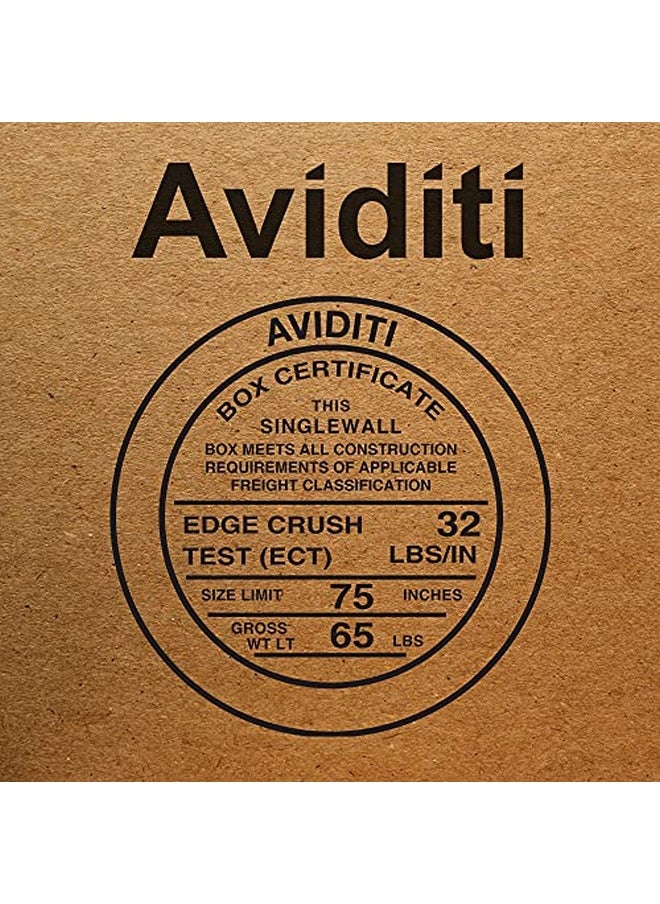 Aviditi
AVIDITI
BOX CERTIFICATE
THIS
SINGLEWALL
BOX MEETS ALL CONSTRUCTION
REQUIREMENTS OF APPLICABLE
FREIGHT CLASSIFICATION
EDGE CRUSH 32
TEST (ECT) LBS/IN
SIZE LIMIT 75 INCHES
GROSS
WT LT 65 LBS